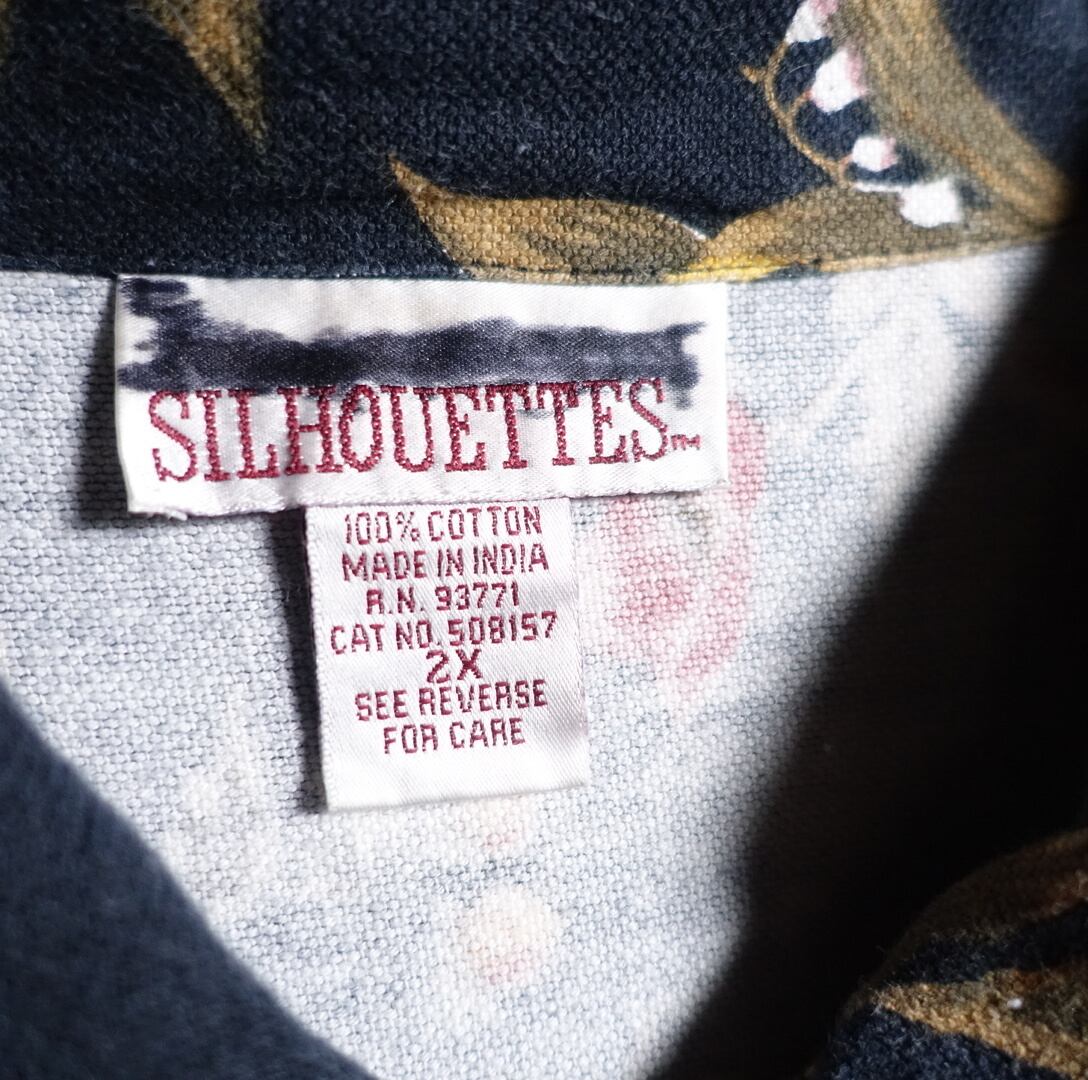 SILHOUETTES™
100% COTTON
MADE IN INDIA
R.N. 93771
CAT NO. 508157
2X
SEE REVERSE
FOR CARE